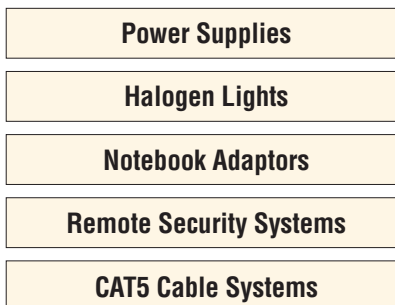 Power Supplies
Halogen Lights
Notebook Adaptors
Remote Security Systems
CAT5 Cable Systems